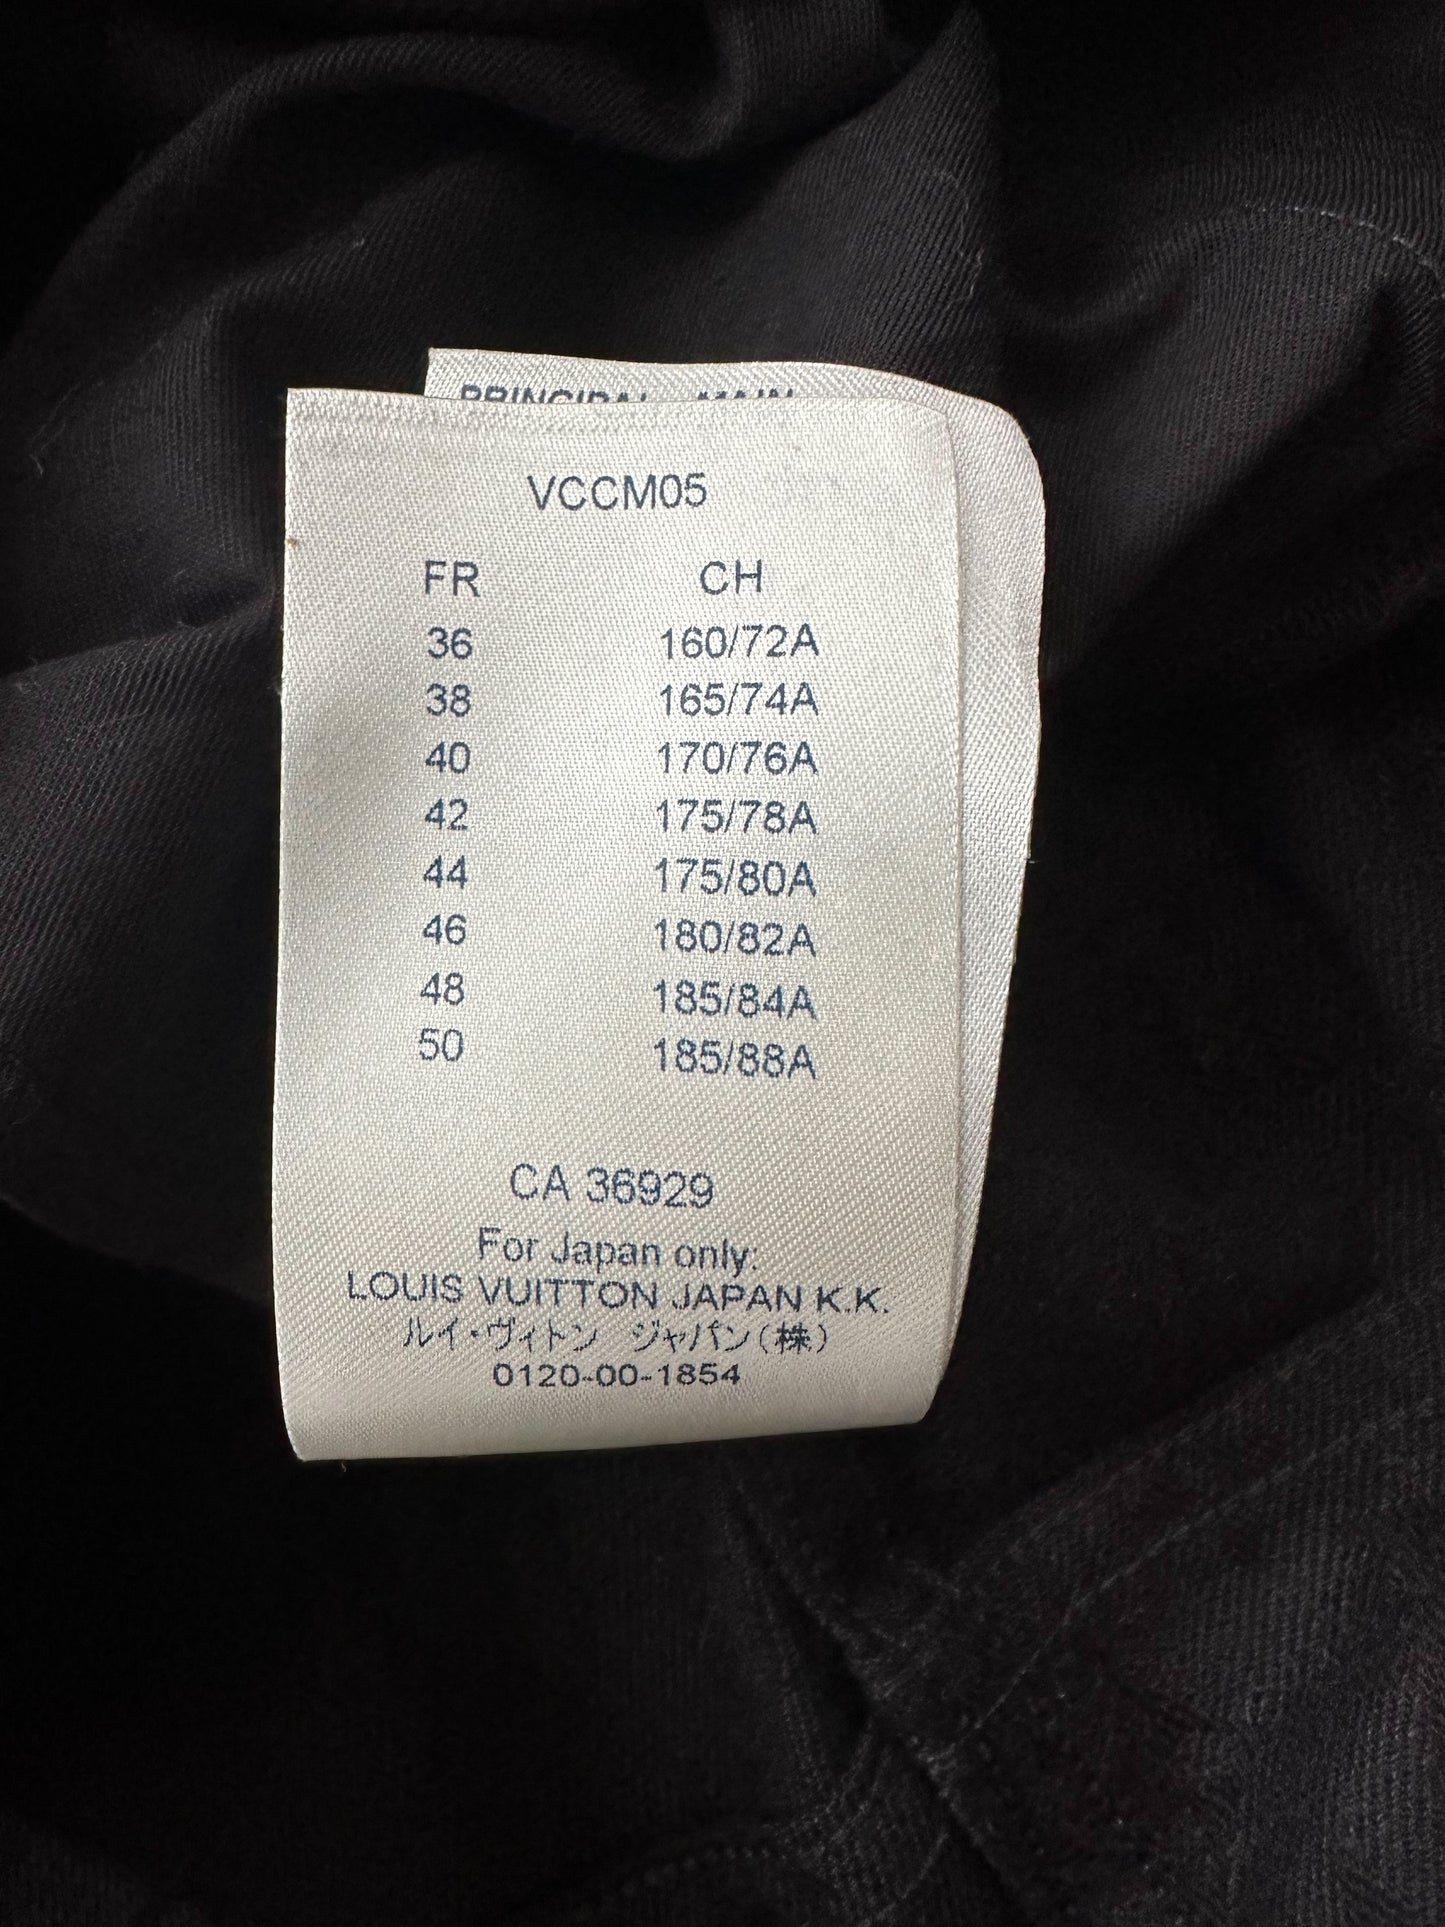 PRINCIPAL - MAIN
VCCM05
FR CH
36 160/72A
38 165/74A
40 170/76A
42 175/78A
44 175/80A
46 180/82A
48 185/84A
50 185/88A
CA 36929
For Japan only:
LOUIS VUITTON JAPAN K.K.
ルイ・ヴィトン ジャパン(株)
0120-00-1854